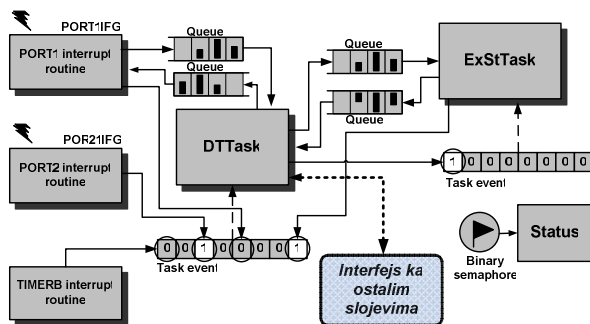 PORT1IFG
PORT1 interrupt
routine
Queue
Queue
Queue
Queue
ExStTask
DTTask
POR21IFG
PORT2 interrupt
routine
1 0 0 0 0 0 0 0
Task event
0 0 1 0 0 0 0 1
Task event
TIMERB interrupt
routine
Interfejs ka
ostalim
slojevima
Binary
semaphore
Status